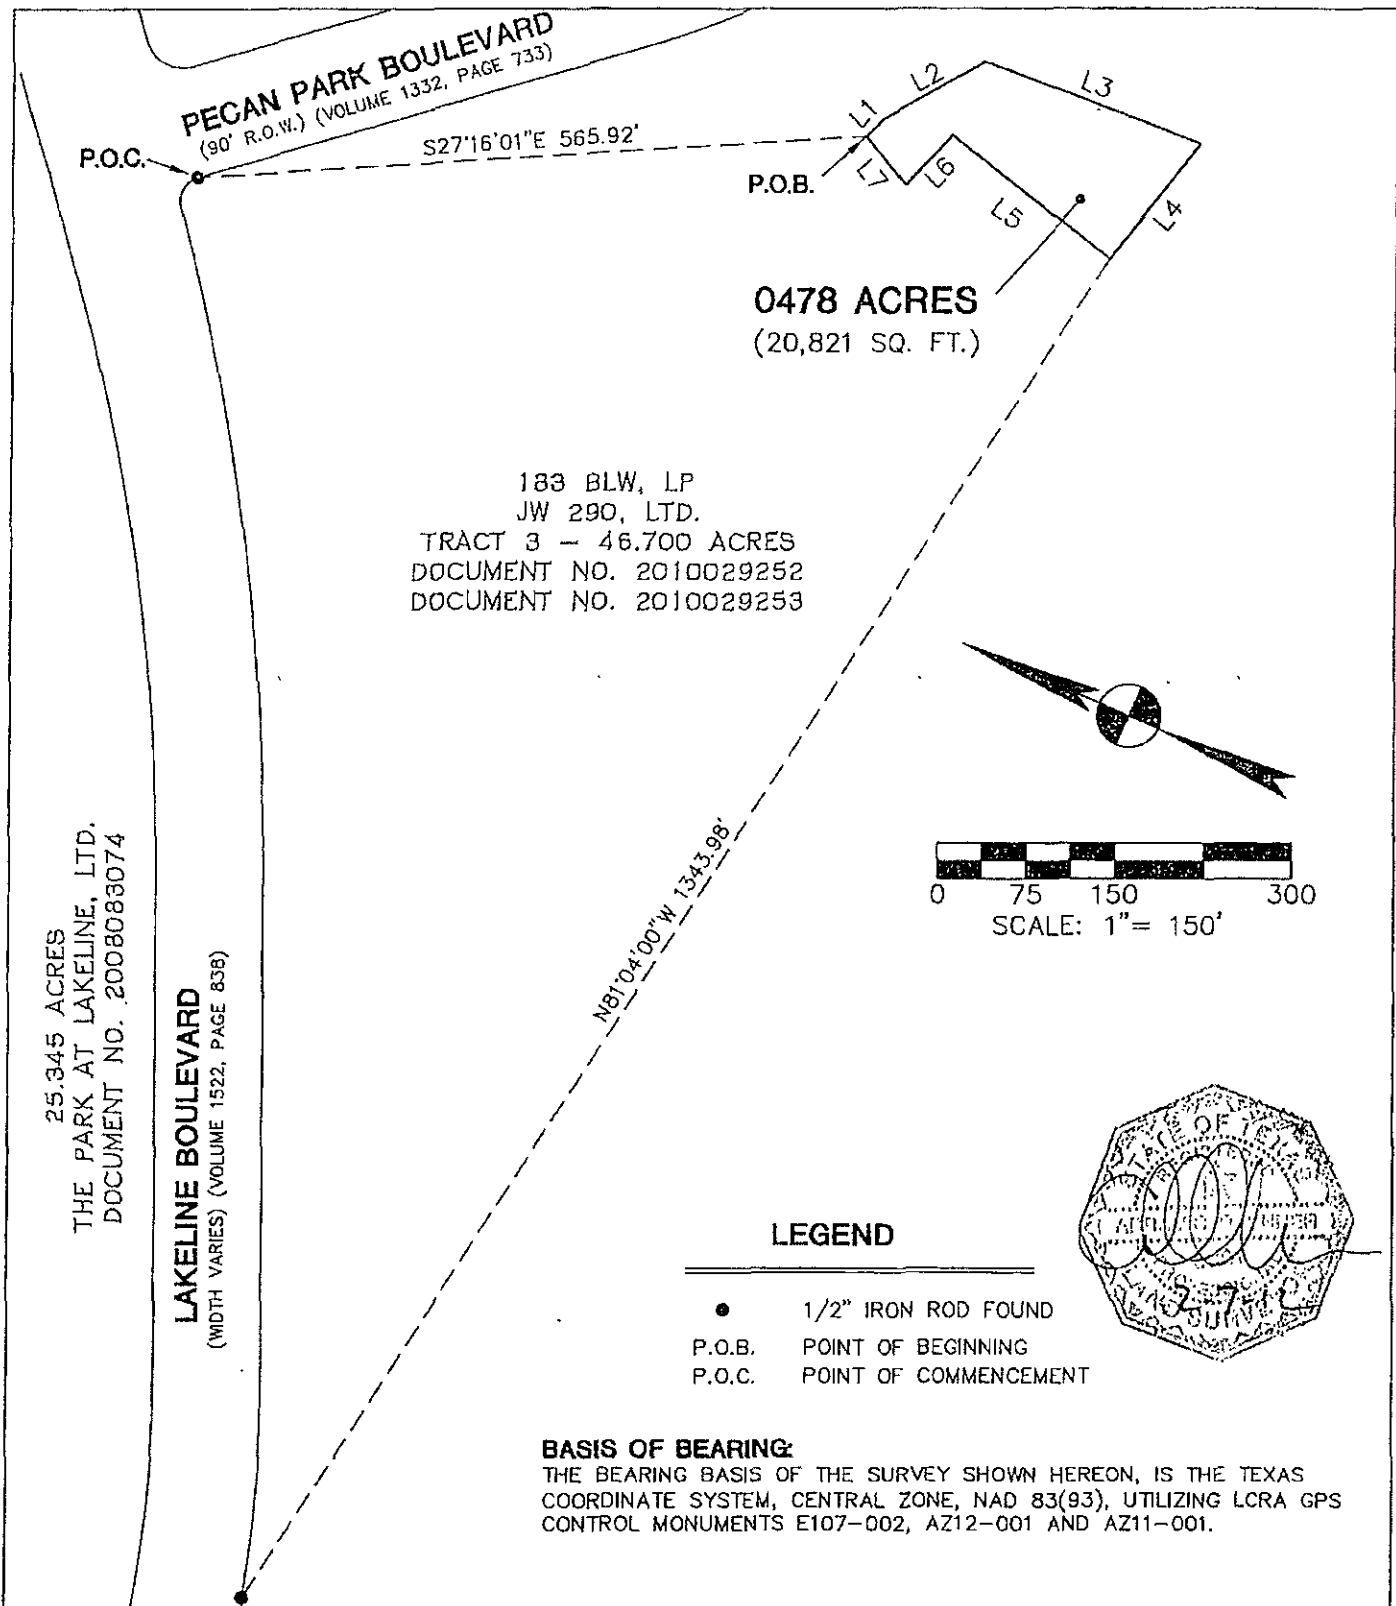 PECAN PARK BOULEVARD
(90' R.O.W.) (VOLUME 1332, PAGE 733)
P.O.C.
S27°16'01"E 565.92'
L1
L2
L3
P.O.B.
L7
L6
L5
L4
0478 ACRES
(20,821 SQ. FT.)
183 BLW, LP
JW 290, LTD.
TRACT 3 – 46.700 ACRES
DOCUMENT NO. 2010029252
DOCUMENT NO. 2010029253
N81°04'00"W 1343.98'
0 75 150 300
SCALE: 1"= 150'
25.345 ACRES
THE PARK AT LAKELINE, LTD.
DOCUMENT NO. 2008083074
LAKELINE BOULEVARD
(WIDTH VARIES) (VOLUME 1522, PAGE 838)
STATE OF TEXAS
LEGEND
1/2" IRON ROD FOUND
P.O.B. POINT OF BEGINNING
P.O.C. POINT OF COMMENCEMENT
BASIS OF BEARING:
THE BEARING BASIS OF THE SURVEY SHOWN HEREON, IS THE TEXAS
COORDINATE SYSTEM, CENTRAL ZONE, NAD 83(93), UTILIZING LCRA GPS
CONTROL MONUMENTS E107-002, AZ12-001 AND AZ11-001.